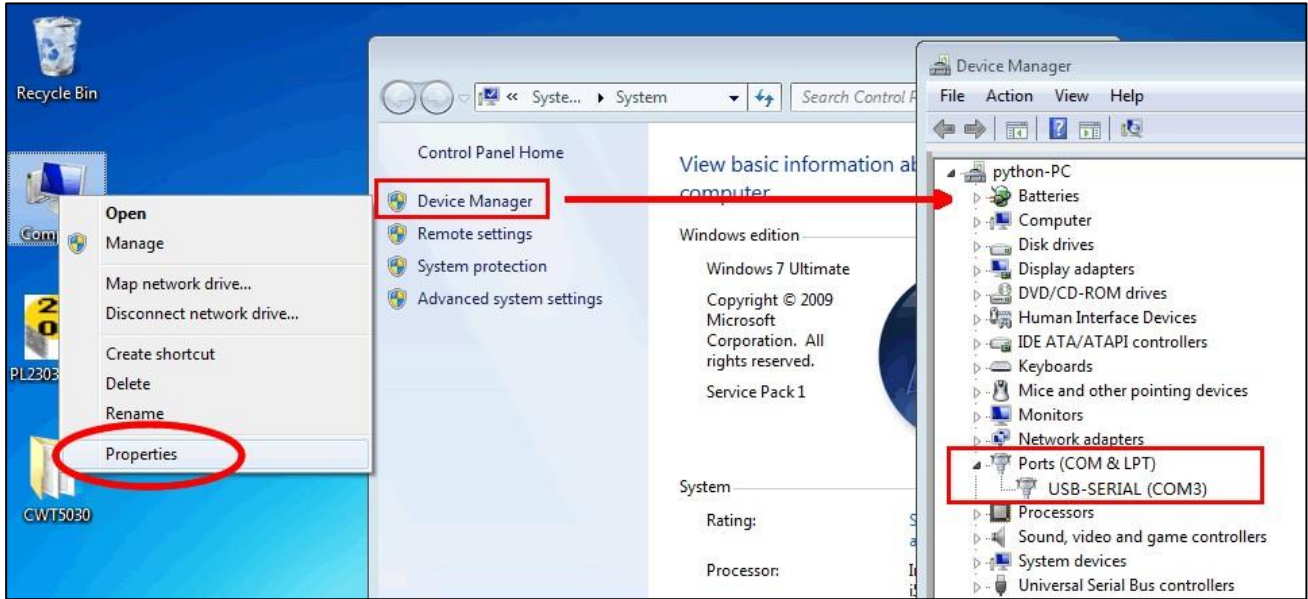 Recycle Bin
Com
PL2303
CWT5030
Open
Manage
Map network drive...
Disconnect network drive...
Create shortcut
Delete
Rename
Properties
« Syste... ▸ System
Search Control
Control Panel Home
Device Manager
Remote settings
System protection
Advanced system settings
View basic information
computer
Windows edition
Windows 7 Ultimate
Copyright © 2009
Microsoft
Corporation. All
rights reserved.
Service Pack 1
System
Rating:
Processor:
Device Manager
File Action View Help
python-PC
Batteries
Computer
Disk drives
Display adapters
DVD/CD-ROM drives
Human Interface Devices
IDE ATA/ATAPI controllers
Keyboards
Mice and other pointing devices
Monitors
Network adapters
Ports (COM & LPT)
USB-SERIAL (COM3)
Processors
Sound, video and game controllers
System devices
Universal Serial Bus controllers